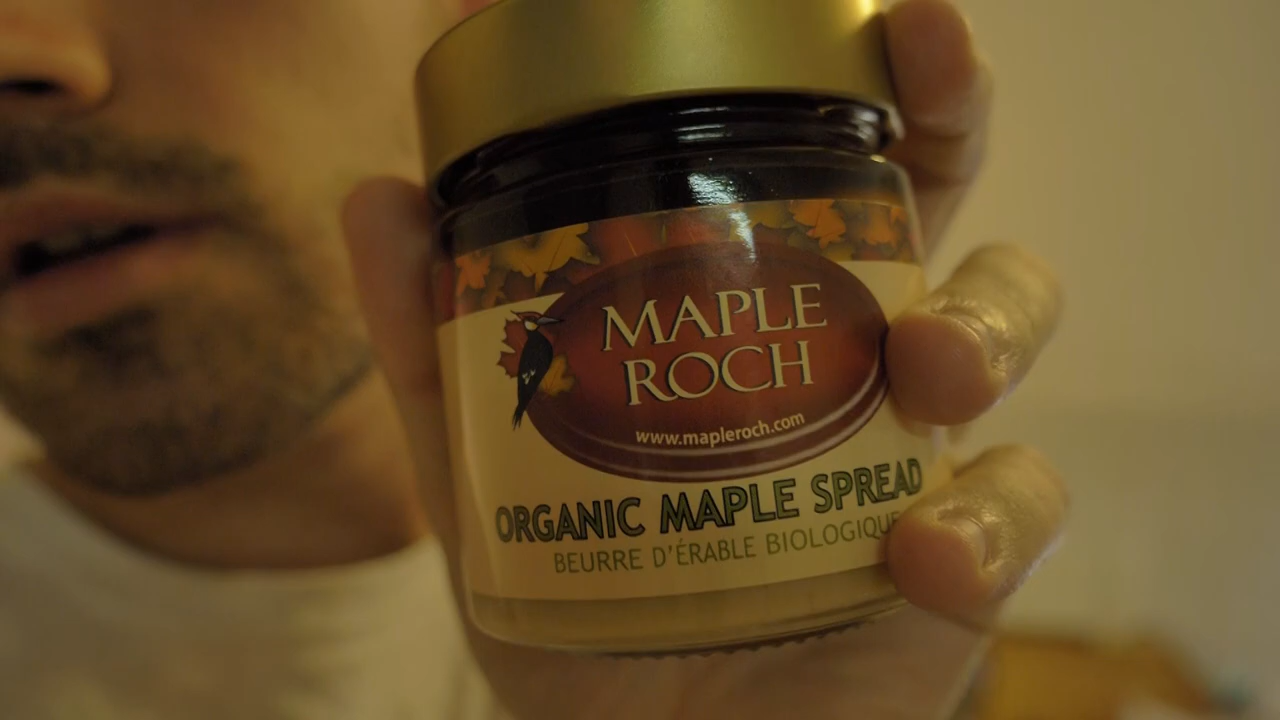 MAPLE
ROCH
www.mapleroch.com
ORGANIC MAPLE SPREAD
BEURRE D'ÉRABLE BIOLOGIQUE